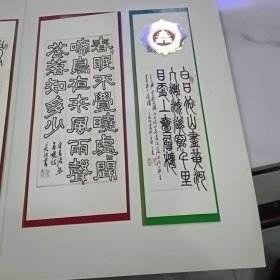 春眠不覺曉處〻聞
啼鳥夜來風雨聲
花落知多少
白日依山盡黃河
入海流欲窮千里
目更上一層樓